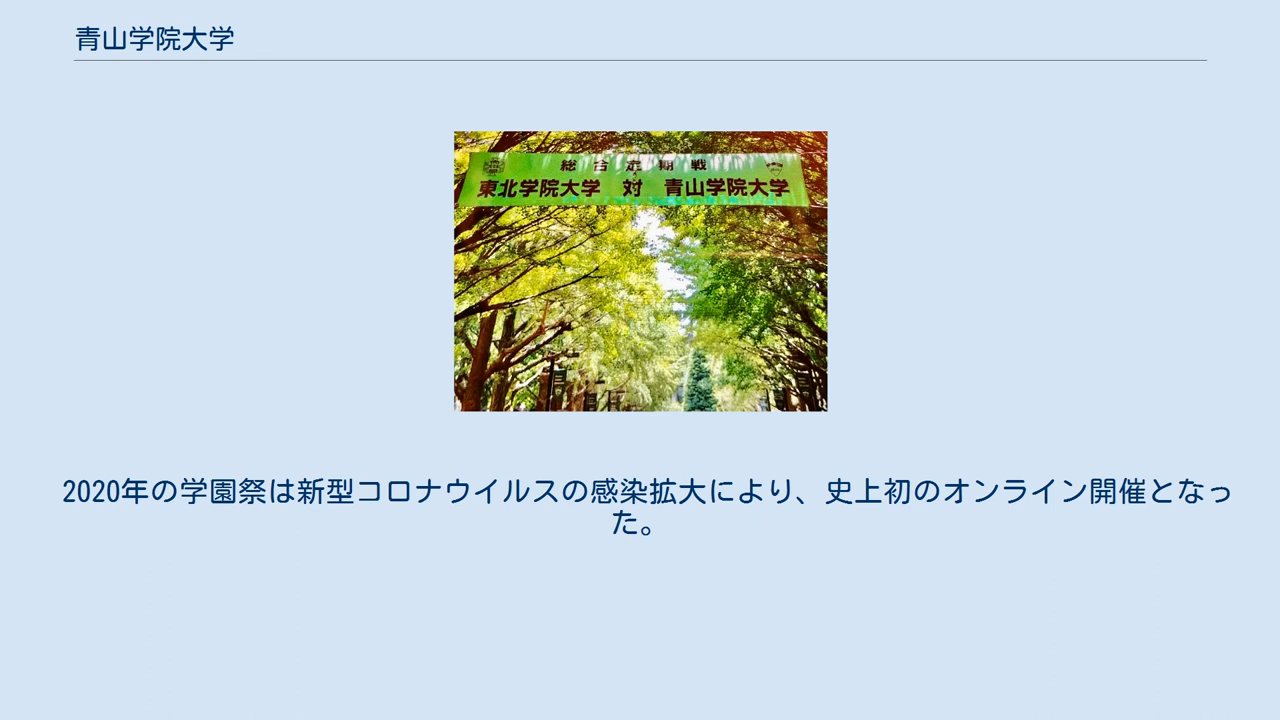 青山学院大学
総合定期戦
東北学院大学 対 青山学院大学
2020年の学園祭は新型コロナウイルスの感染拡大により、史上初のオンライン開催となっ
た。